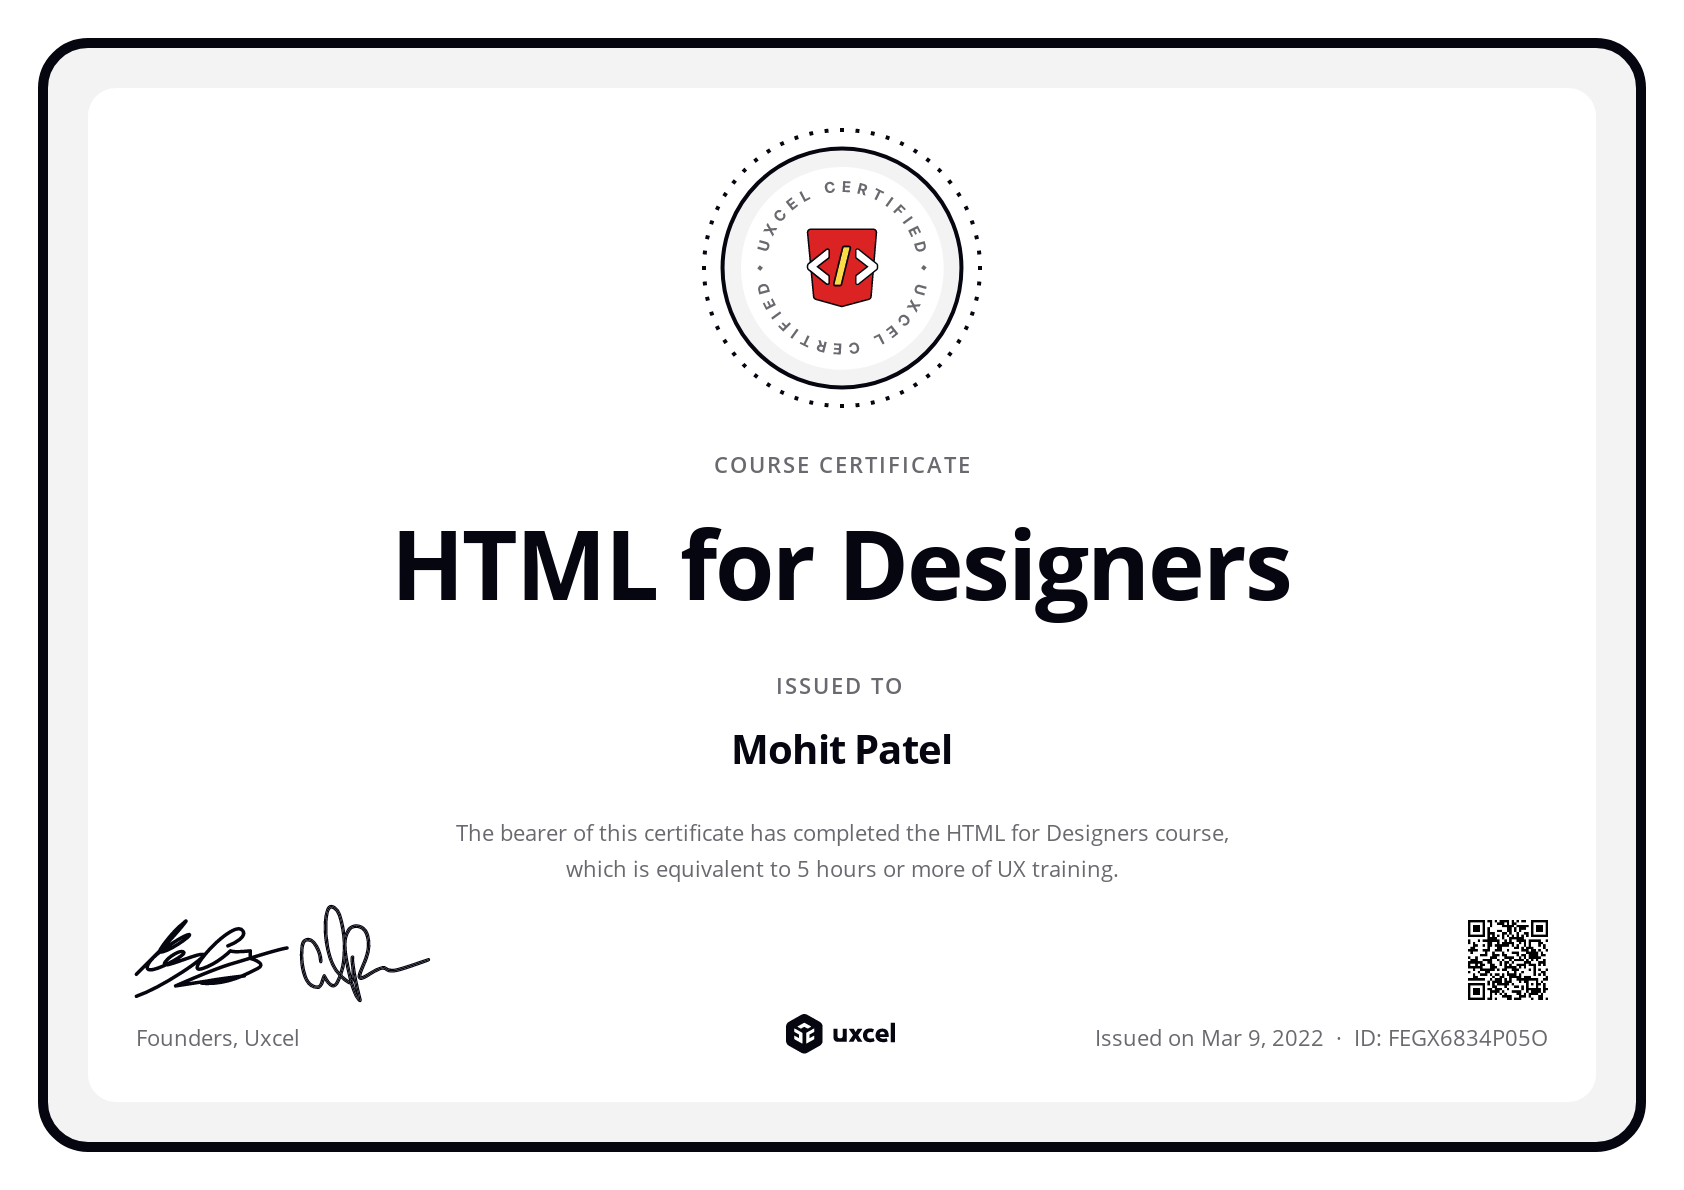 UXCEL CERTIFIED • UXCEL CERTIFIED •
</>
COURSE CERTIFICATE
HTML for Designers
ISSUED TO
Mohit Patel
The bearer of this certificate has completed the HTML for Designers course,
which is equivalent to 5 hours or more of UX training.
Founders, Uxcel
uxcel
Issued on Mar 9, 2022 · ID: FEGX6834P05O